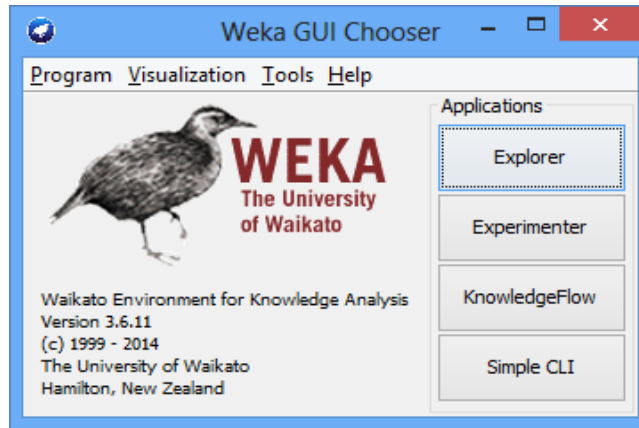 Weka GUI Chooser
Program Visualization Tools Help
WEKA
The University
of Waikato
Waikato Environment for Knowledge Analysis
Version 3.6.11
(c) 1999 - 2014
The University of Waikato
Hamilton, New Zealand
Applications
Explorer
Experimenter
KnowledgeFlow
Simple CLI